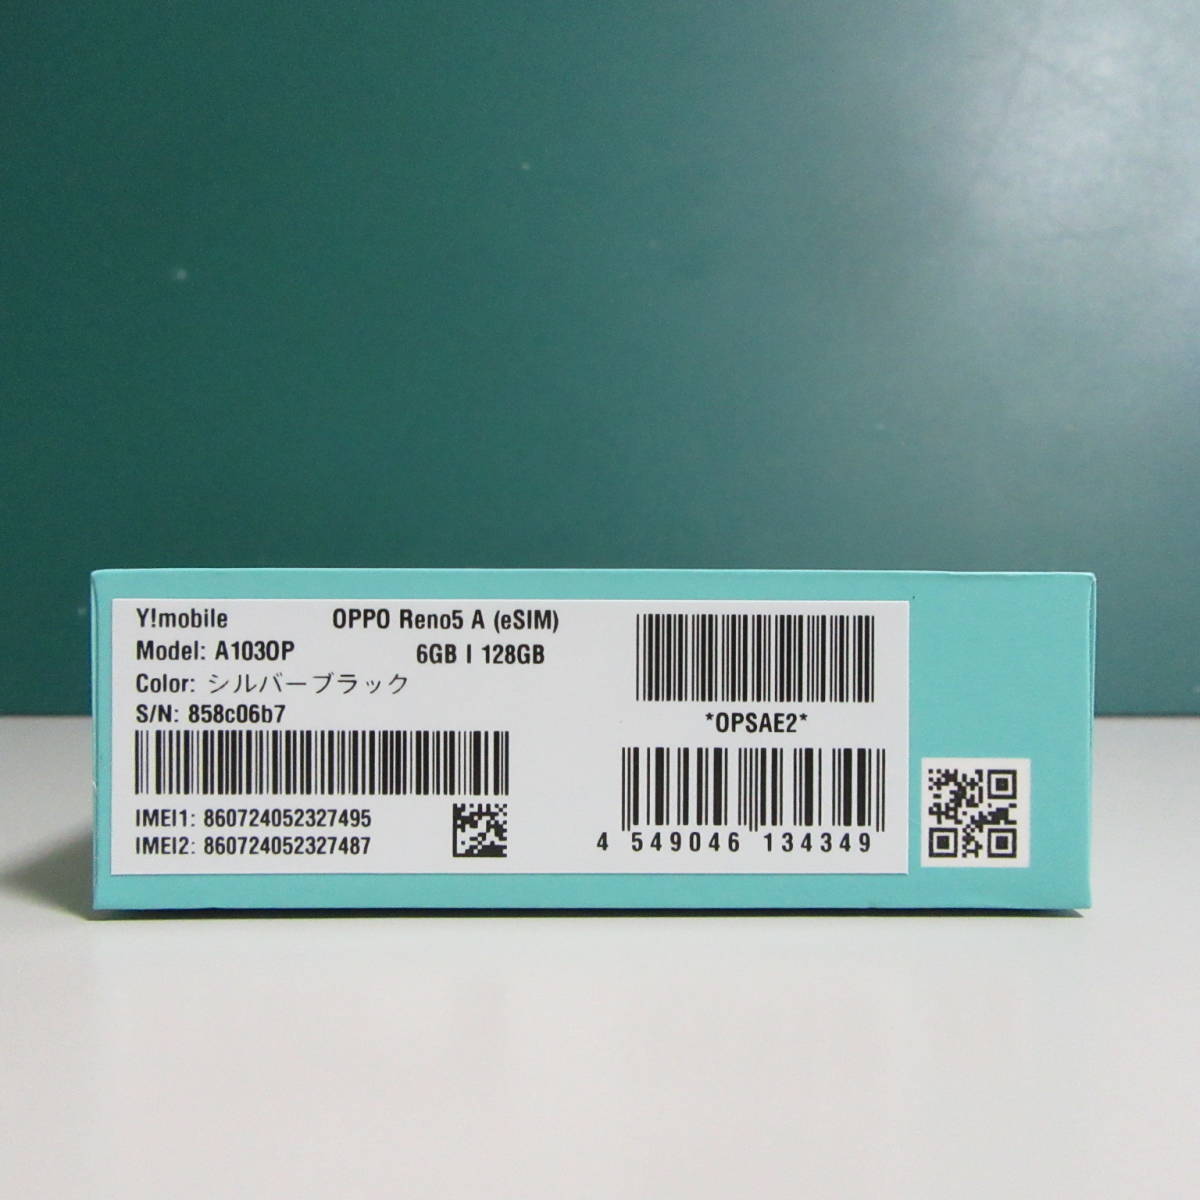 Y!mobile OPPO Reno5 A (eSIM)
Model: A103OP 6GB | 128GB
Color: シルバーブラック
S/N: 858c06b7
*OPSAE2*
IMEI1: 860724052327495
IMEI2: 860724052327487
4 549046 134349